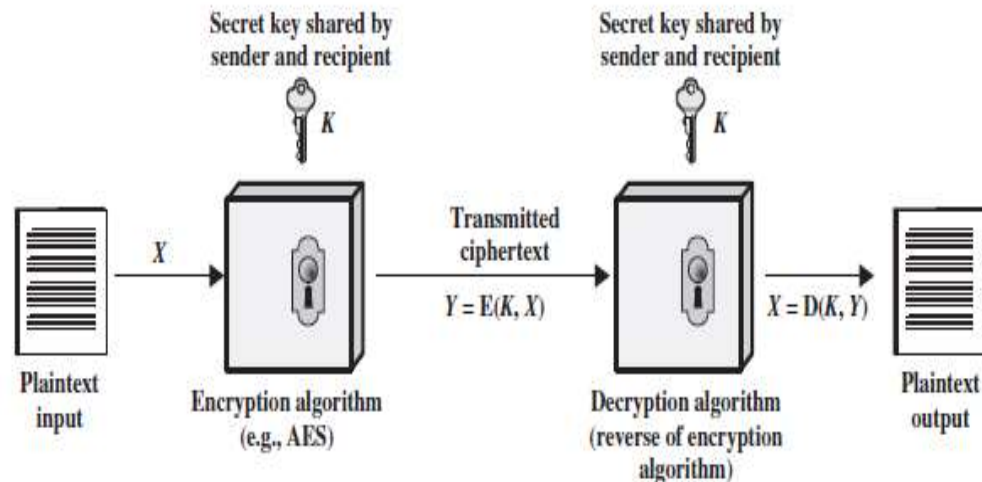 Secret key shared by
sender and recipient
K
Secret key shared by
sender and recipient
K
X
Transmitted
ciphertext
Y = E(K, X)
X = D(K, Y)
Plaintext
input
Encryption algorithm
(e.g., AES)
Decryption algorithm
(reverse of encryption
algorithm)
Plaintext
output